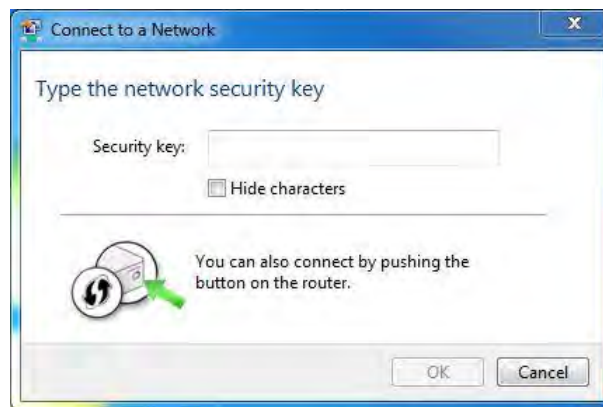 Connect to a Network
Type the network security key
Security key:
Hide characters
You can also connect by pushing the
button on the router.
OK
Cancel